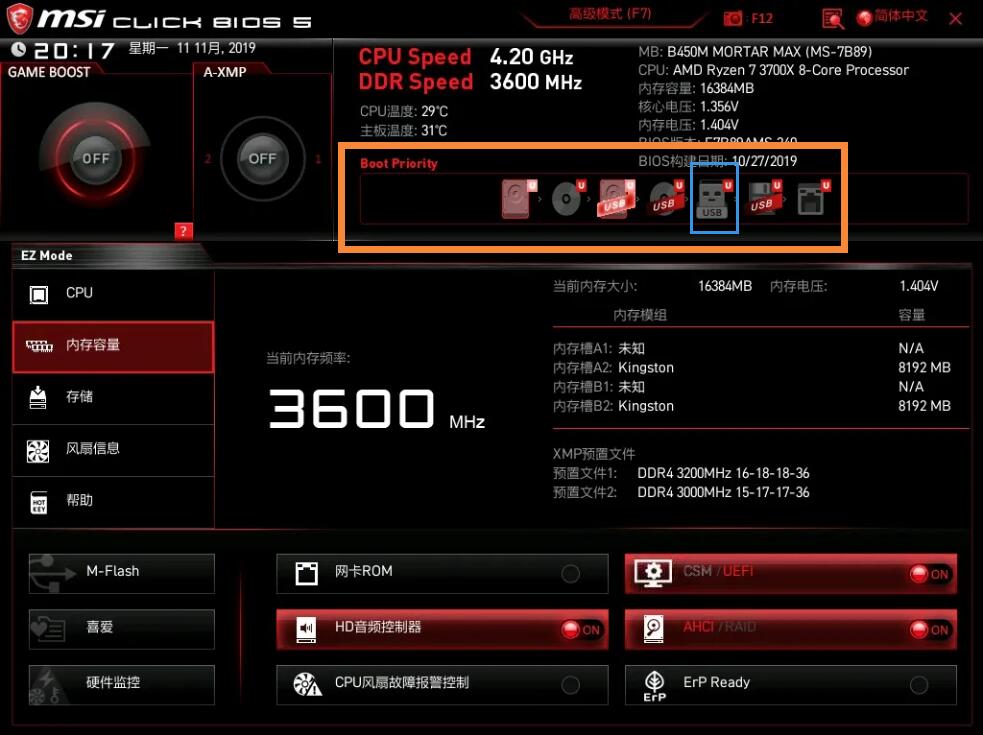 msi CLICK BIOS 5
高级模式 (F7)
: F12
简体中文
20:17 星期一 11 11月, 2019
GAME BOOST
OFF
A-XMP
2
OFF
1
?
CPU Speed 4.20 GHz
DDR Speed 3600 MHz
CPU温度: 29℃
主板温度: 31℃
MB: B450M MORTAR MAX (MS-7B89)
CPU: AMD Ryzen 7 3700X 8-Core Processor
内存容量: 16384MB
核心电压: 1.356V
内存电压: 1.404V
BIOS版本:
BIOS构建日期: 10/27/2019
Boot Priority
U U U U U U U
USB USB USB USB
EZ Mode
CPU
内存容量
存储
风扇信息
HOT KEY 帮助
当前内存频率:
3600 MHz
当前内存大小: 16384MB 内存电压: 1.404V
内存模组 容量
内存槽A1: 未知 N/A
内存槽A2: Kingston 8192 MB
内存槽B1: 未知 N/A
内存槽B2: Kingston 8192 MB
XMP预置文件
预置文件1: DDR4 3200MHz 16-18-18-36
预置文件2: DDR4 3000MHz 15-17-17-36
M-Flash
喜爱
硬件监控
网卡ROM
HD音频控制器 ON
CPU风扇故障报警控制
CSM /UEFI ON
AHCI /RAID ON
ErP ErP Ready